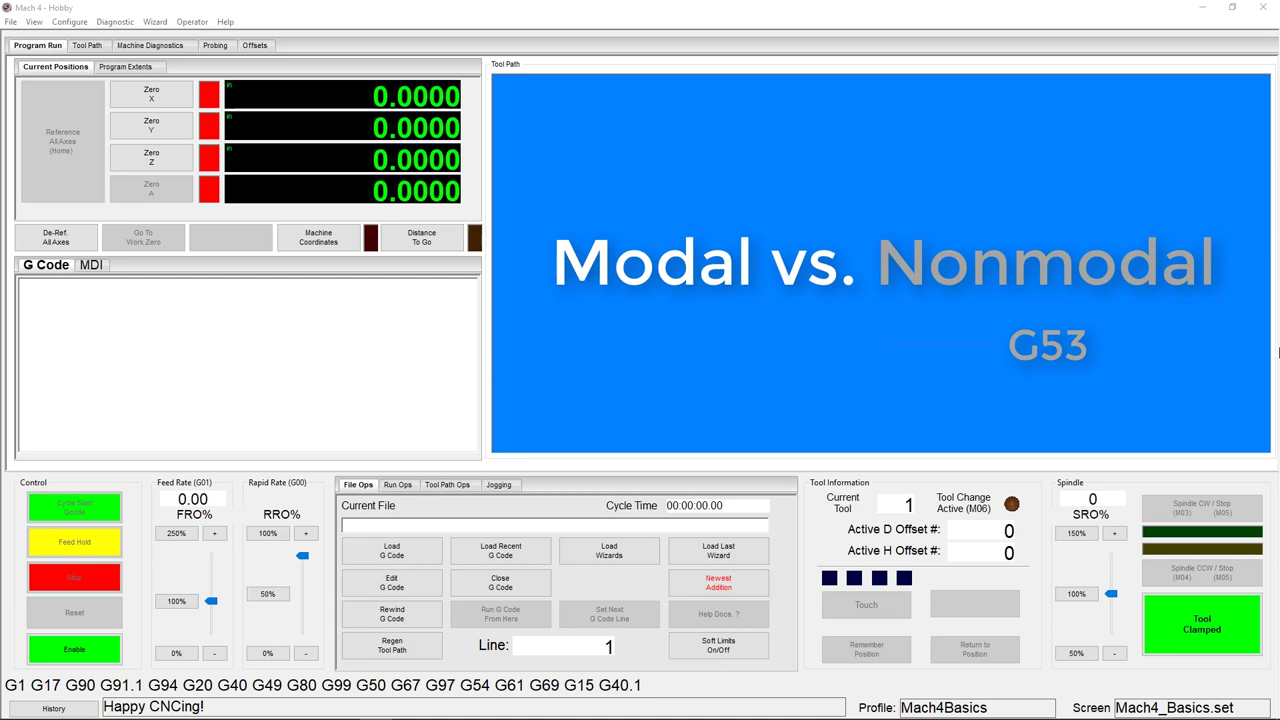 Mach 4 - Hobby
File View Configure Diagnostic Wizard Operator Help
Program Run Tool Path Machine Diagnostics Probing Offsets
Current Positions Program Extents
Reference
All Axes
(Home)
Zero
X
in
0.0000
Zero
Y
in
0.0000
Zero
Z
in
0.0000
Zero
A
0.0000
De-Ref.
All Axes
Go To
Work Zero
Machine
Coordinates
Distance
To Go
G Code MDI
Tool Path
Modal vs. Nonmodal
G53
Control
Cycle Start
Gcode
Feed Hold
Stop
Reset
Enable
Feed Rate (G01)
0.00
FRO%
250% +
100%
0% -
Rapid Rate (G00)
RRO%
100% +
50%
0% -
File Ops Run Ops Tool Path Ops Jogging
Current File Cycle Time 00:00:00.00
Load
G Code
Load Recent
G Code
Load
Wizards
Load Last
Wizard
Edit
G Code
Close
G Code
Newest
Addition
Rewind
G Code
Run G Code
From Here
Set Next
G Code Line
Help Docs. ?
Regen
Tool Path
Line: 1
Soft Limits
On/Off
Tool Information
Current
Tool
1
Tool Change
Active (M06)
Active D Offset #: 0
Active H Offset #: 0
Touch
Remember
Position
Return to
Position
Spindle
0
SRO%
150% +
100%
50% -
Spindle CW / Stop
(M03) (M05)
Spindle CCW / Stop
(M04) (M05)
Tool
Clamped
G1 G17 G90 G91.1 G94 G20 G40 G49 G80 G99 G50 G67 G97 G54 G61 G69 G15 G40.1
History Happy CNCing! Profile: Mach4Basics Screen Mach4_Basics.set